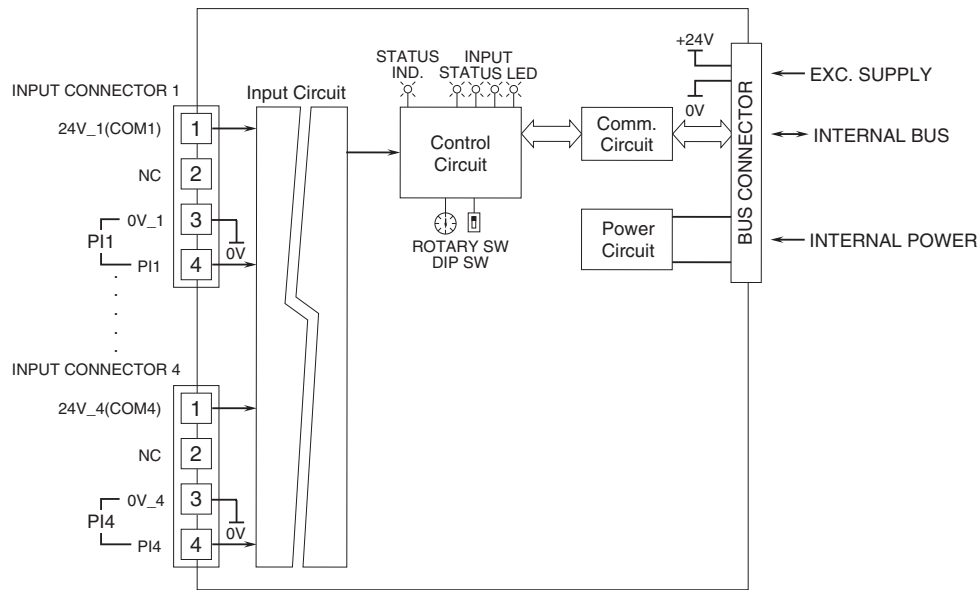 INPUT CONNECTOR 1
24V_1(COM1)
1
NC
2
0V_1
3
PI1
0V
PI1
4
INPUT CONNECTOR 4
24V_4(COM4)
1
NC
2
0V_4
3
PI4
0V
PI4
4
Input Circuit
STATUS
IND.
INPUT
STATUS LED
Control
Circuit
ROTARY SW
DIP SW
Comm.
Circuit
Power
Circuit
+24V
0V
BUS CONNECTOR
EXC. SUPPLY
INTERNAL BUS
INTERNAL POWER